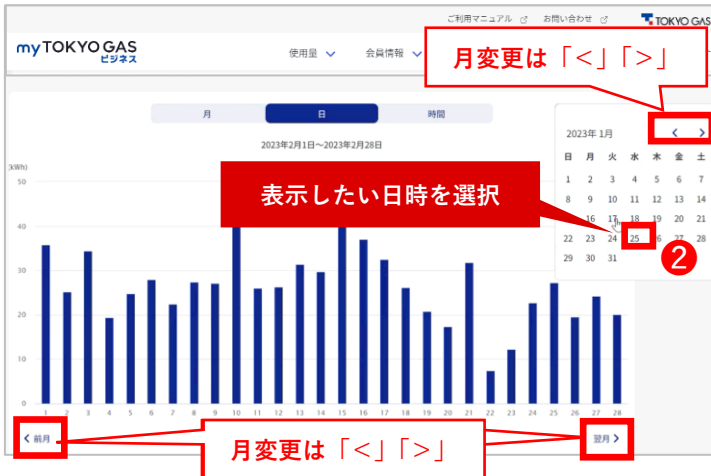 ご利用マニュアル お問い合わせ TOKYO GAS
myTOKYOGAS
ビジネス
使用量 会員情報
月変更は「<」「>」
月 日 時間
2023年2月1日～2023年2月28日
2023年 1月 < >
日 月 火 水 木 金 土
1 2 3 4 5 6 7
8 9 10 11 12 13 14
16 17 18 19 20 21
22 23 24 25 26 27 28
29 30 31
表示したい日時を選択
2
(kWh)
50
40
30
20
10
0
1 2 3 4 5 6 7 8 9 10 11 12 13 14 15 16 17 18 19 20 21 22 23 24 25 26 27 28
< 前月
翌月 >
月変更は「<」「>」